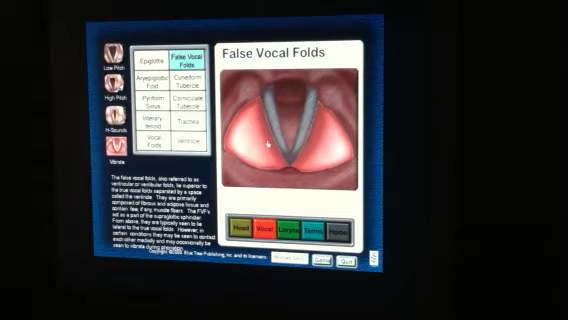 False Vocal Folds
Low Pitch
High Pitch
H-Sounds
Vibrate
Epiglottis
False Vocal
Folds
Aryepiglottic
Fold
Cuneiform
Tubercle
Pyriform
Sinus
Corniculate
Tubercle
Interary-
tenoid
Trachea
Vocal
Folds
Ventricle
The false vocal folds, also referred to as
ventricular or vestibular folds, lie superior to
the true vocal folds separated by a space
called the ventricle. They are primarily
composed of fibrous and adipose tissue and
contain few, if any, muscle fibers. The FVF's
act as a part of the supraglottic sphincter.
From above, they are typically seen to lie
lateral to the true vocal folds. However, in
certain conditions they may be seen to contact
each other medially and may occasionally be
seen to vibrate during phonation.
Head
Vocal
Larynx
Terms
Home
Copyright ©2005 Blue Tree Publishing, Inc. and its licensors
Quit